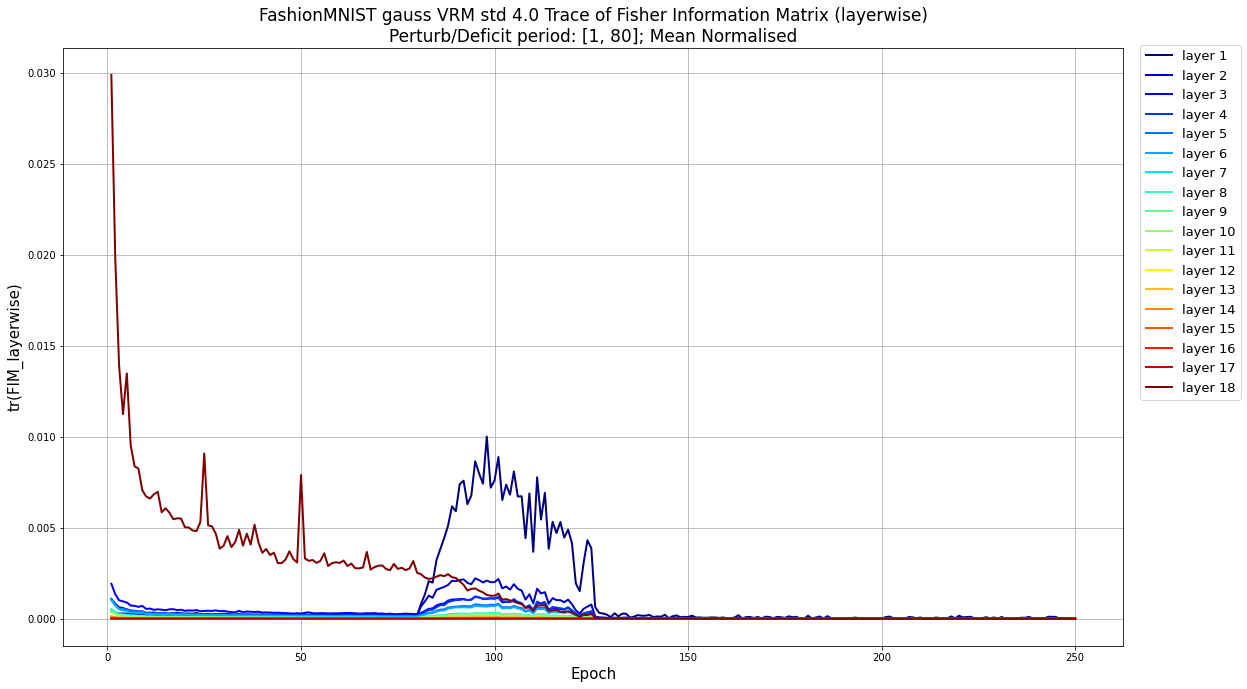 FashionMNIST gauss VRM std 4.0 Trace of Fisher Information Matrix (layerwise)
Perturb/Deficit period: [1, 80]; Mean Normalised
tr(FIM_layerwise)
0.030
0.025
0.020
0.015
0.010
0.005
0.000
0 50 100 150 200 250
Epoch
layer 1
layer 2
layer 3
layer 4
layer 5
layer 6
layer 7
layer 8
layer 9
layer 10
layer 11
layer 12
layer 13
layer 14
layer 15
layer 16
layer 17
layer 18